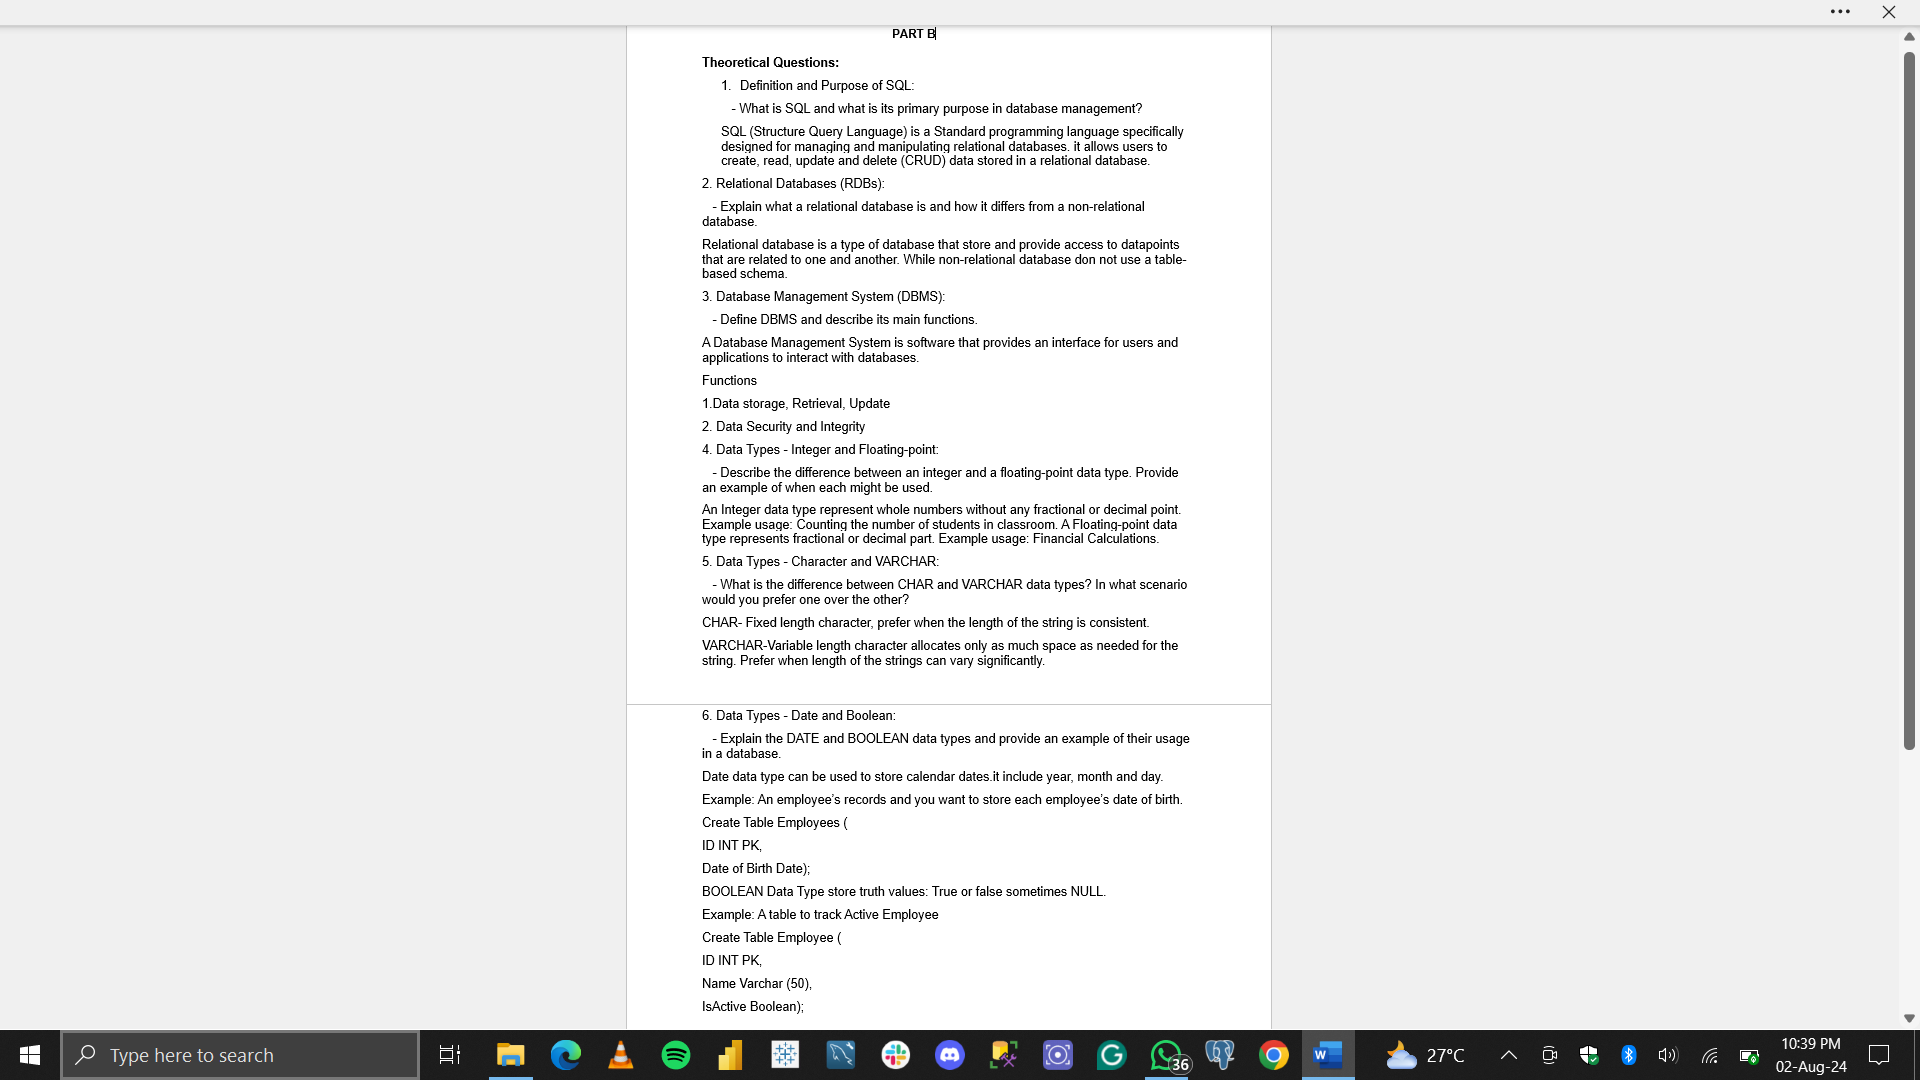 PART B
Theoretical Questions:
1. Definition and Purpose of SQL:
- What is SQL and what is its primary purpose in database management?
SQL (Structure Query Language) is a Standard programming language specifically
designed for managing and manipulating relational databases. it allows users to
create, read, update and delete (CRUD) data stored in a relational database.
2. Relational Databases (RDBs):
- Explain what a relational database is and how it differs from a non-relational
database.
Relational database is a type of database that store and provide access to datapoints
that are related to one and another. While non-relational database don not use a table-
based schema.
3. Database Management System (DBMS):
- Define DBMS and describe its main functions.
A Database Management System is software that provides an interface for users and
applications to interact with databases.
Functions
1.Data storage, Retrieval, Update
2. Data Security and Integrity
4. Data Types - Integer and Floating-point:
- Describe the difference between an integer and a floating-point data type. Provide
an example of when each might be used.
An Integer data type represent whole numbers without any fractional or decimal point.
Example usage: Counting the number of students in classroom. A Floating-point data
type represents fractional or decimal part. Example usage: Financial Calculations.
5. Data Types - Character and VARCHAR:
- What is the difference between CHAR and VARCHAR data types? In what scenario
would you prefer one over the other?
CHAR- Fixed length character, prefer when the length of the string is consistent.
VARCHAR-Variable length character allocates only as much space as needed for the
string. Prefer when length of the strings can vary significantly.
6. Data Types - Date and Boolean:
- Explain the DATE and BOOLEAN data types and provide an example of their usage
in a database.
Date data type can be used to store calendar dates.it include year, month and day.
Example: An employee’s records and you want to store each employee’s date of birth.
Create Table Employees (
ID INT PK,
Date of Birth Date);
BOOLEAN Data Type store truth values: True or false sometimes NULL.
Example: A table to track Active Employee
Create Table Employee (
ID INT PK,
Name Varchar (50),
IsActive Boolean);
Type here to search
36
W
27°C
10:39 PM
02-Aug-24